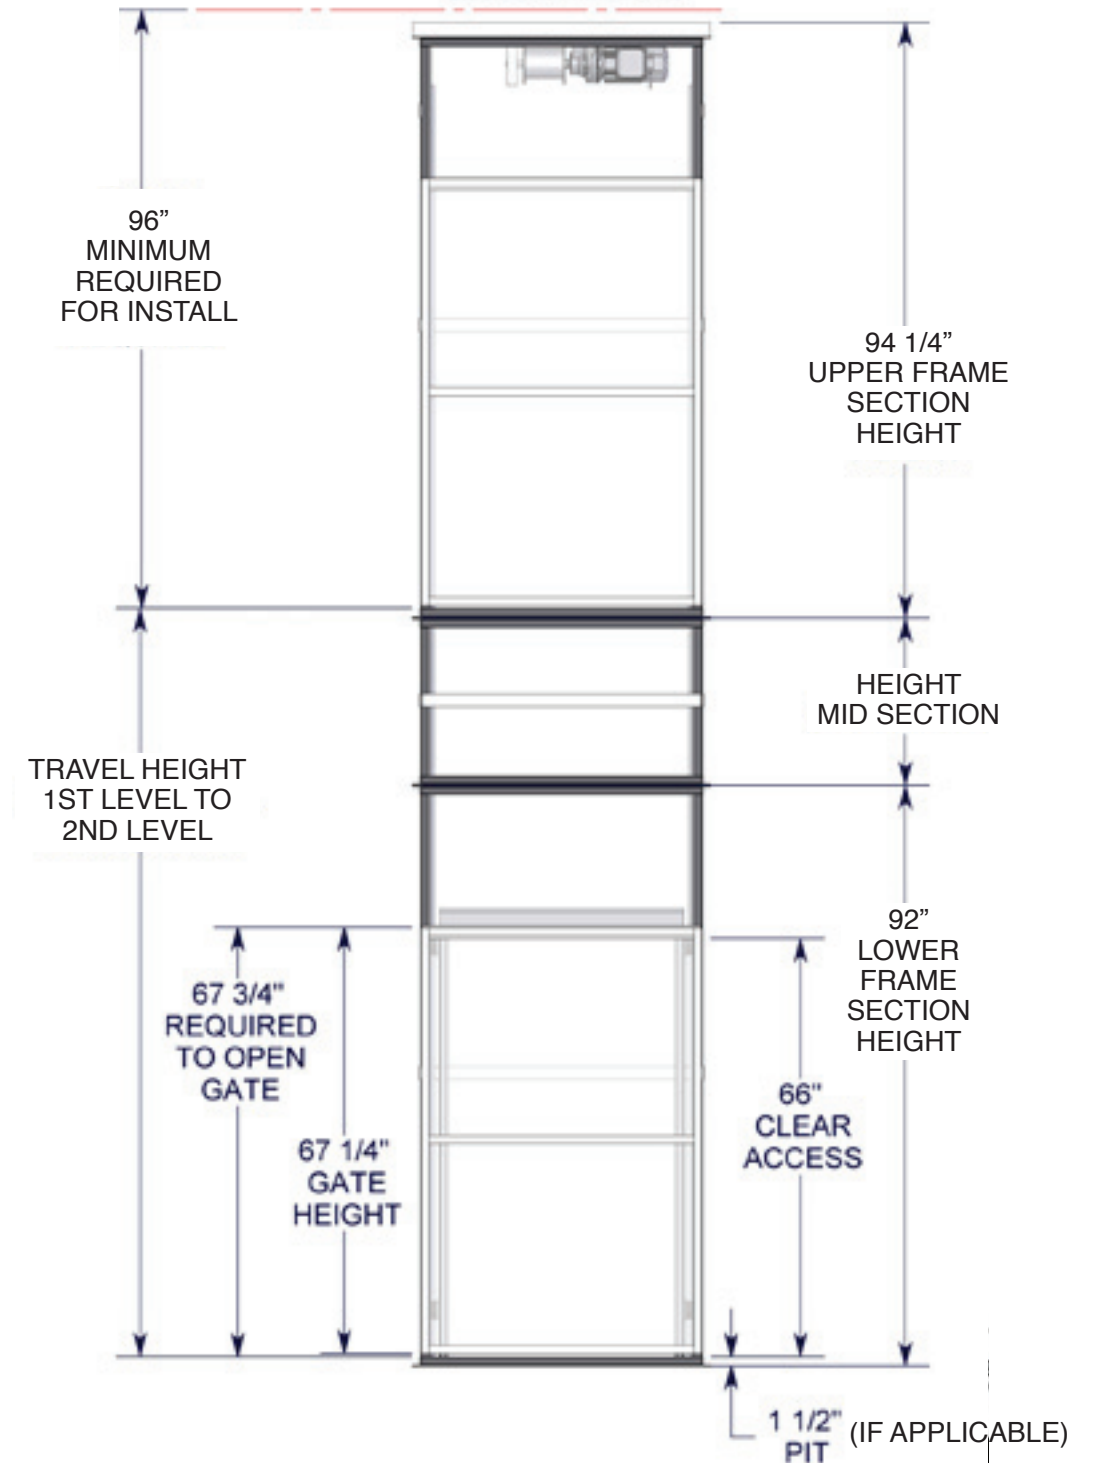 96”
MINIMUM
REQUIRED
FOR INSTALL
94 1/4”
UPPER FRAME
SECTION
HEIGHT
HEIGHT
MID SECTION
TRAVEL HEIGHT
1ST LEVEL TO
2ND LEVEL
92”
LOWER
FRAME
SECTION
HEIGHT
67 3/4"
REQUIRED
TO OPEN
GATE
67 1/4"
GATE
HEIGHT
66"
CLEAR
ACCESS
1 1/2" (IF APPLICABLE)
PIT